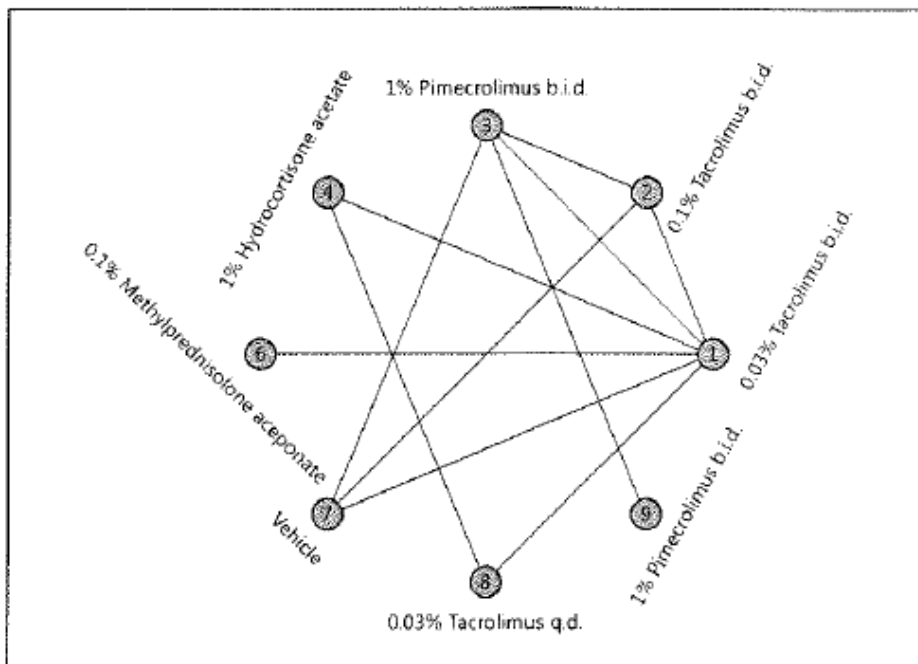 1% Pimecrolimus b.i.d.
3
1% Hydrocortisone acetate
4
2
0.1% Tacrolimus b.i.d.
0.1% Methylprednisolone aceponate
6
1
0.03% Tacrolimus b.i.d.
7
Vehicle
9
1% Pimecrolimus b.i.d.
8
0.03% Tacrolimus q.d.